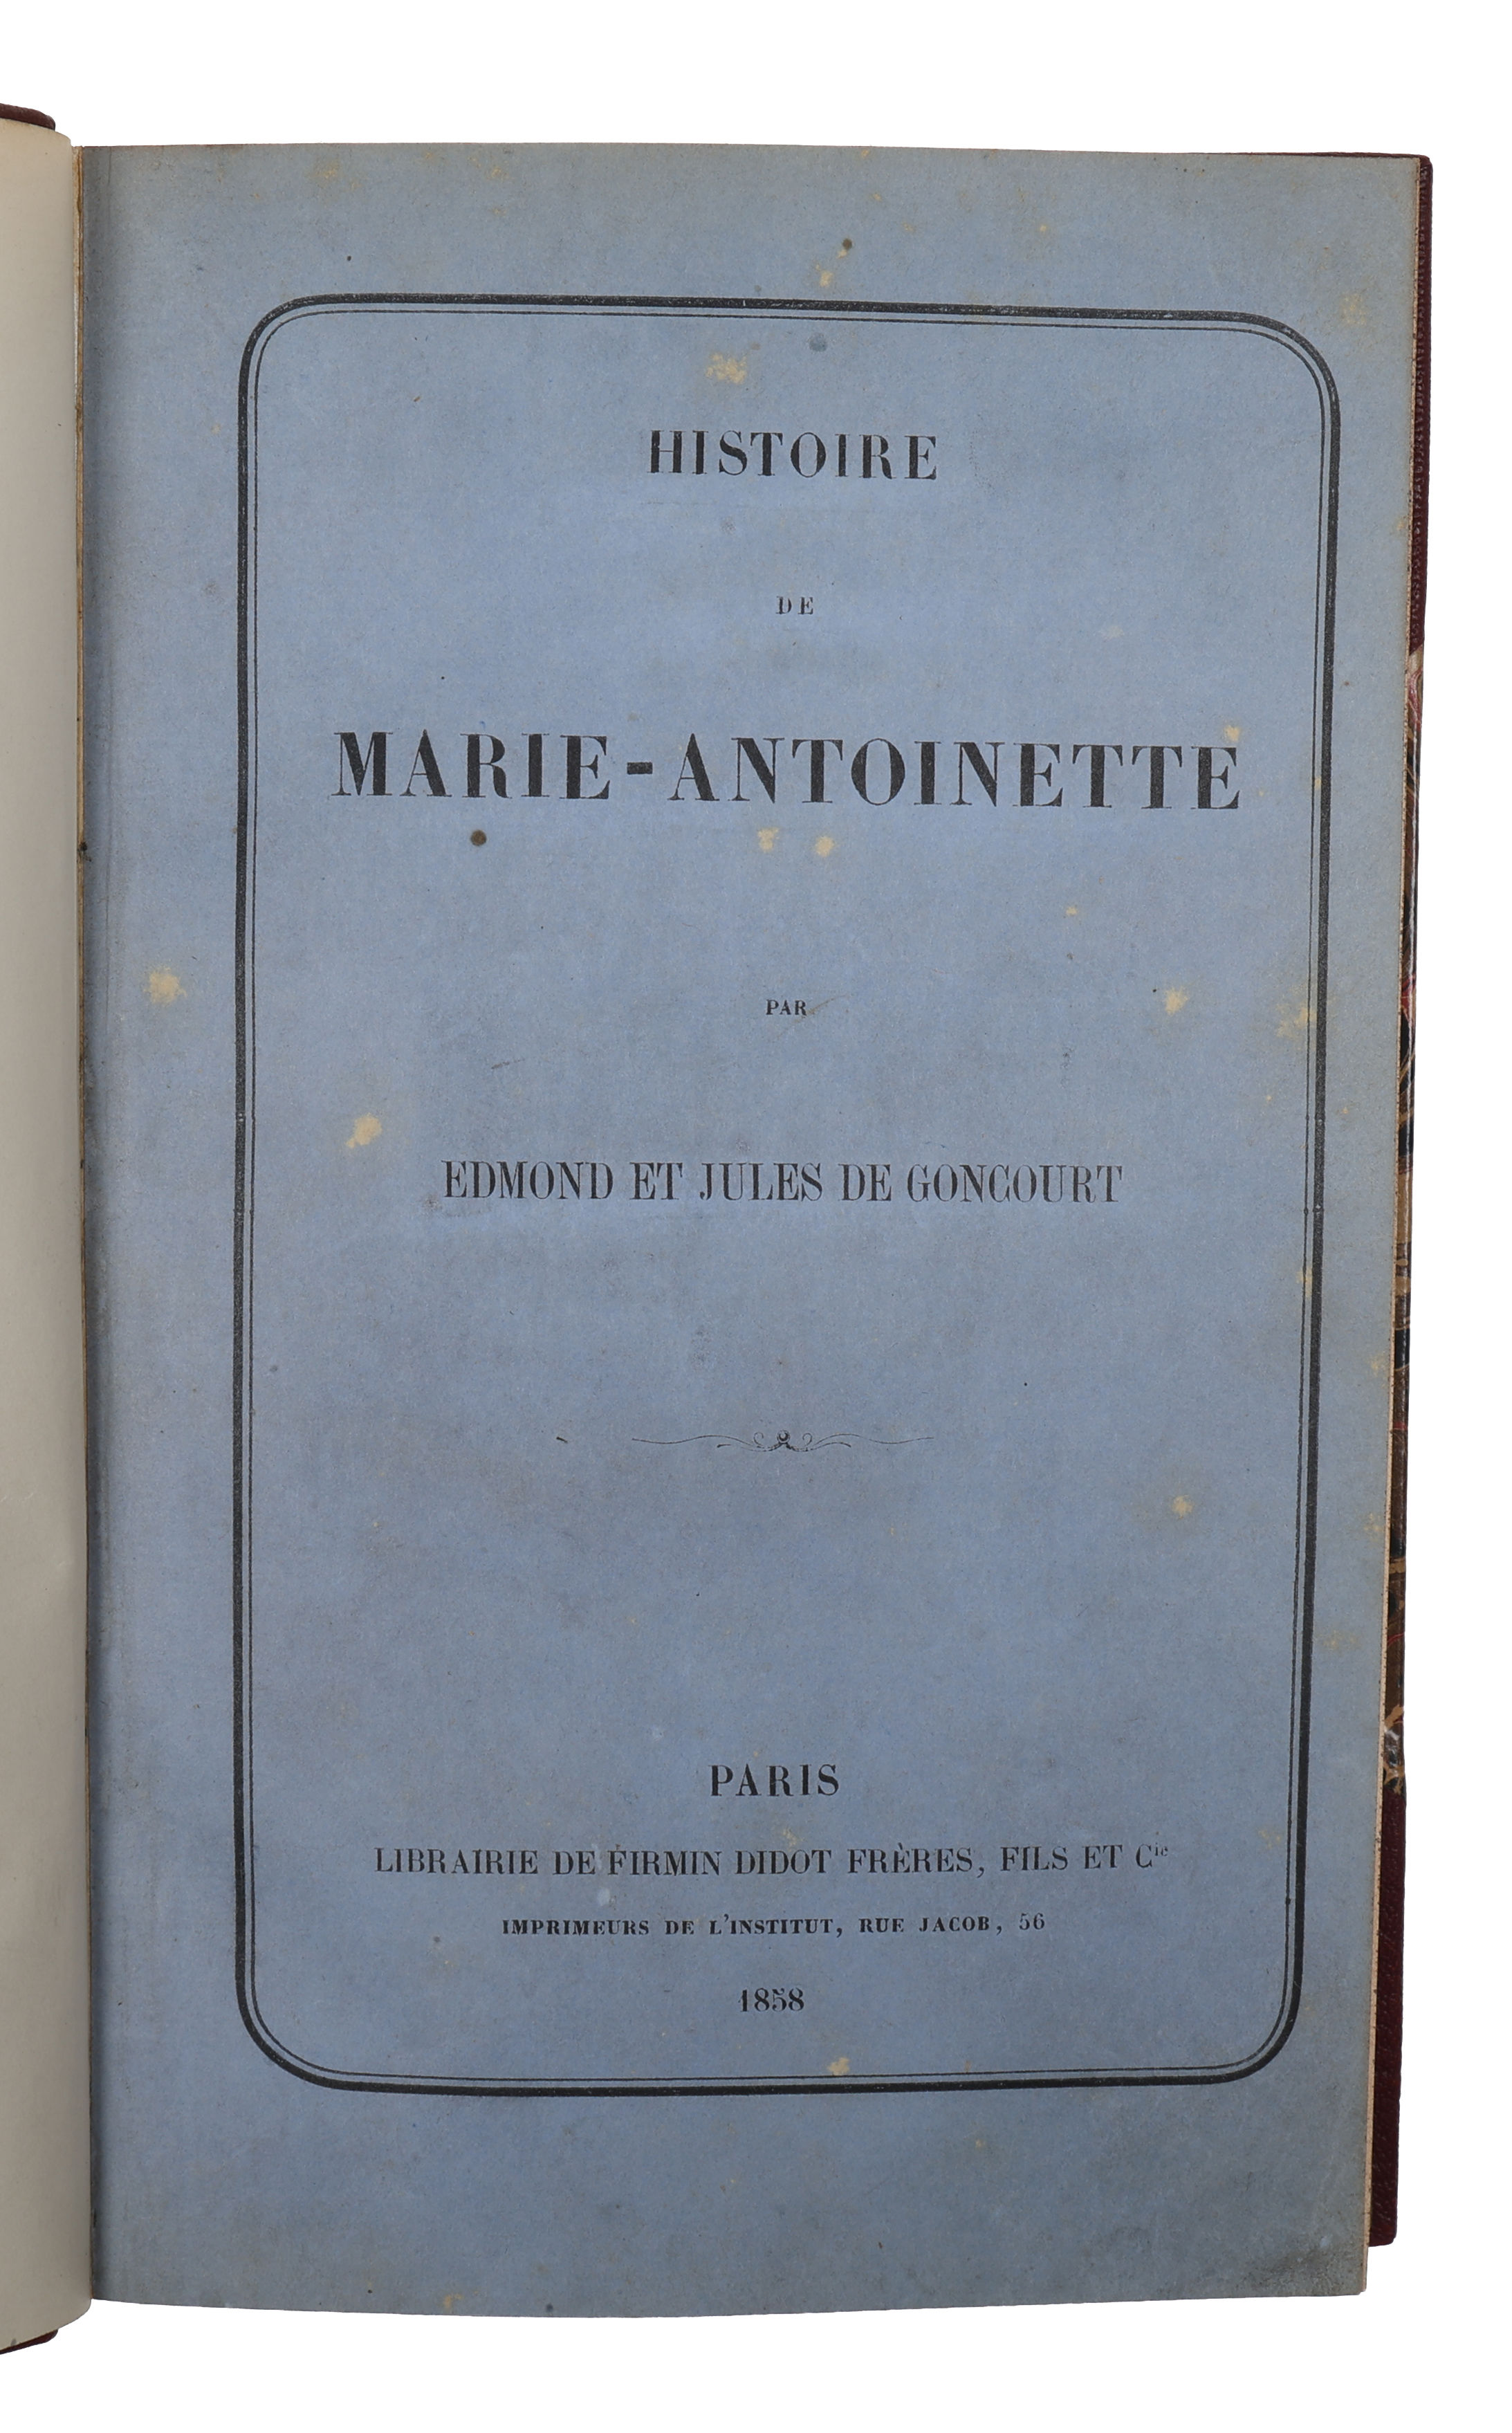 HISTOIRE
DE
MARIE-ANTOINETTE
PAR
EDMOND ET JULES DE GONCOURT
PARIS
LIBRAIRIE DE FIRMIN DIDOT FRÈRES, FILS ET Cie
IMPRIMEURS DE L'INSTITUT, RUE JACOB, 56
1858